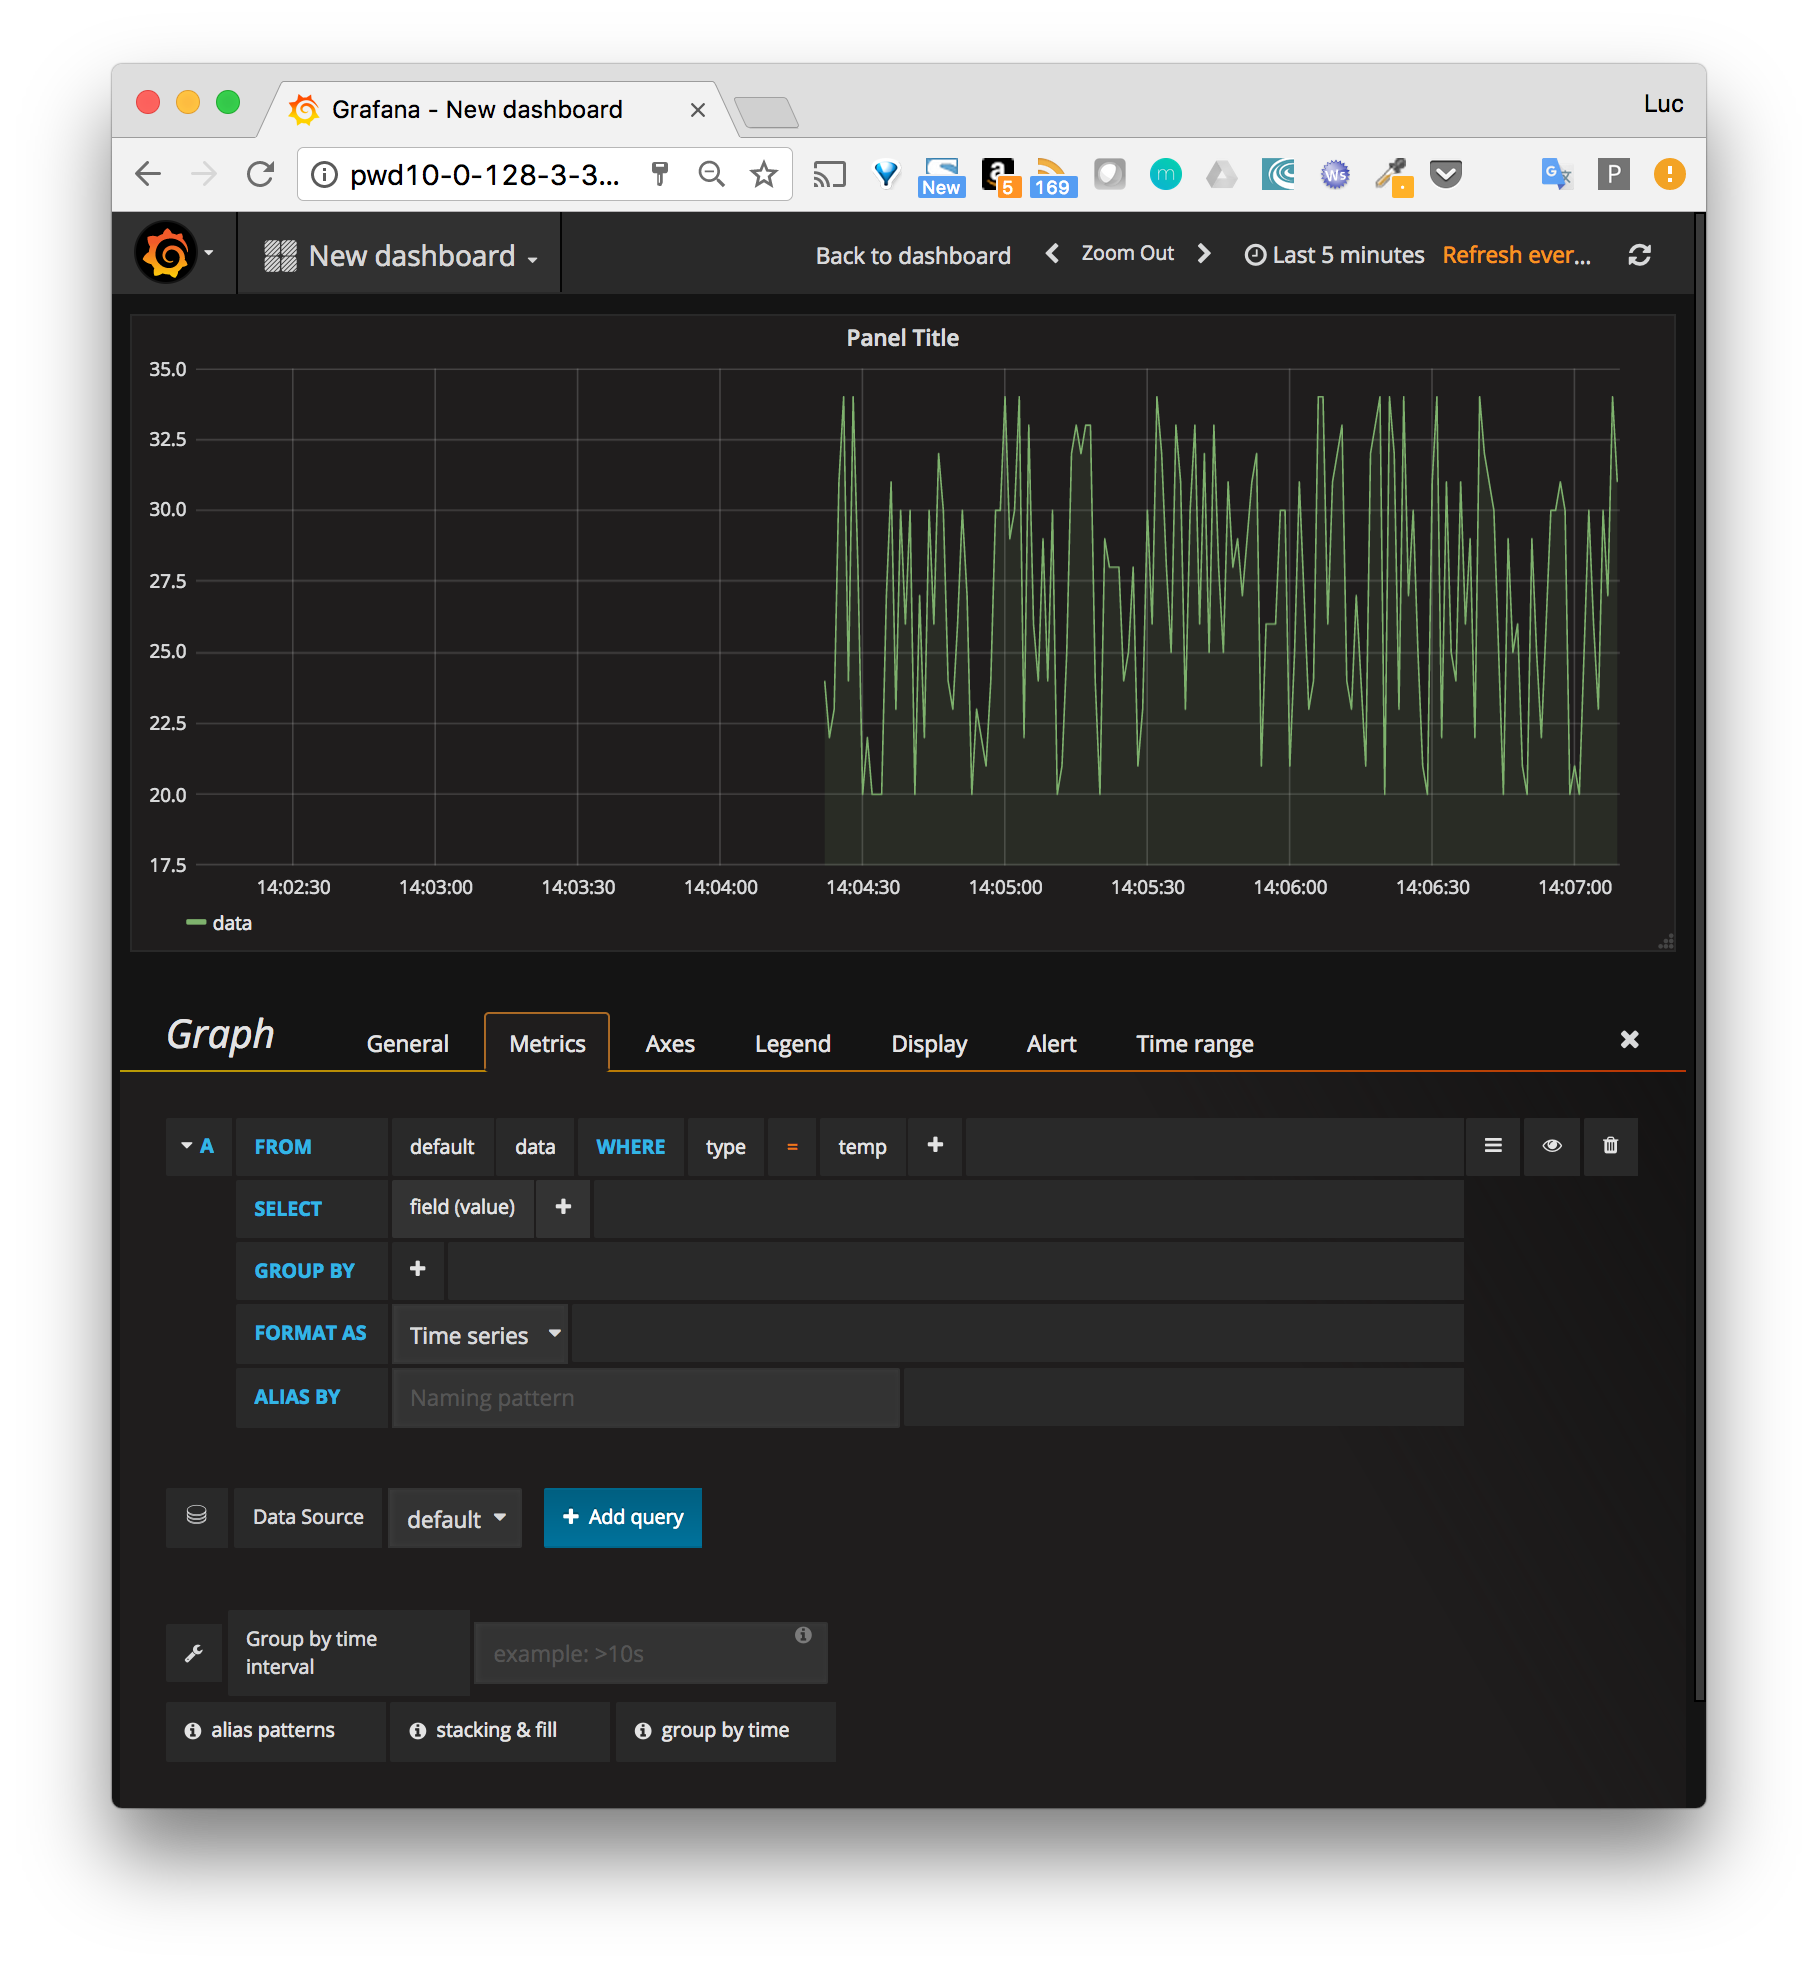 Grafana - New dashboard
Luc
pwd10-0-128-3-3...
New
a
5
169
m
Ws
G
P
New dashboard
Back to dashboard
Zoom Out
Last 5 minutes
Refresh ever...
Panel Title
35.0
32.5
30.0
27.5
25.0
22.5
20.0
17.5
14:02:30 14:03:00 14:03:30 14:04:00 14:04:30 14:05:00 14:05:30 14:06:00 14:06:30 14:07:00
data
Graph
General
Metrics
Axes
Legend
Display
Alert
Time range
A FROM default data WHERE type = temp +
SELECT field (value) +
GROUP BY +
FORMAT AS Time series
ALIAS BY Naming pattern
Data Source default + Add query
Group by time
interval
example: >10s
alias patterns
stacking & fill
group by time